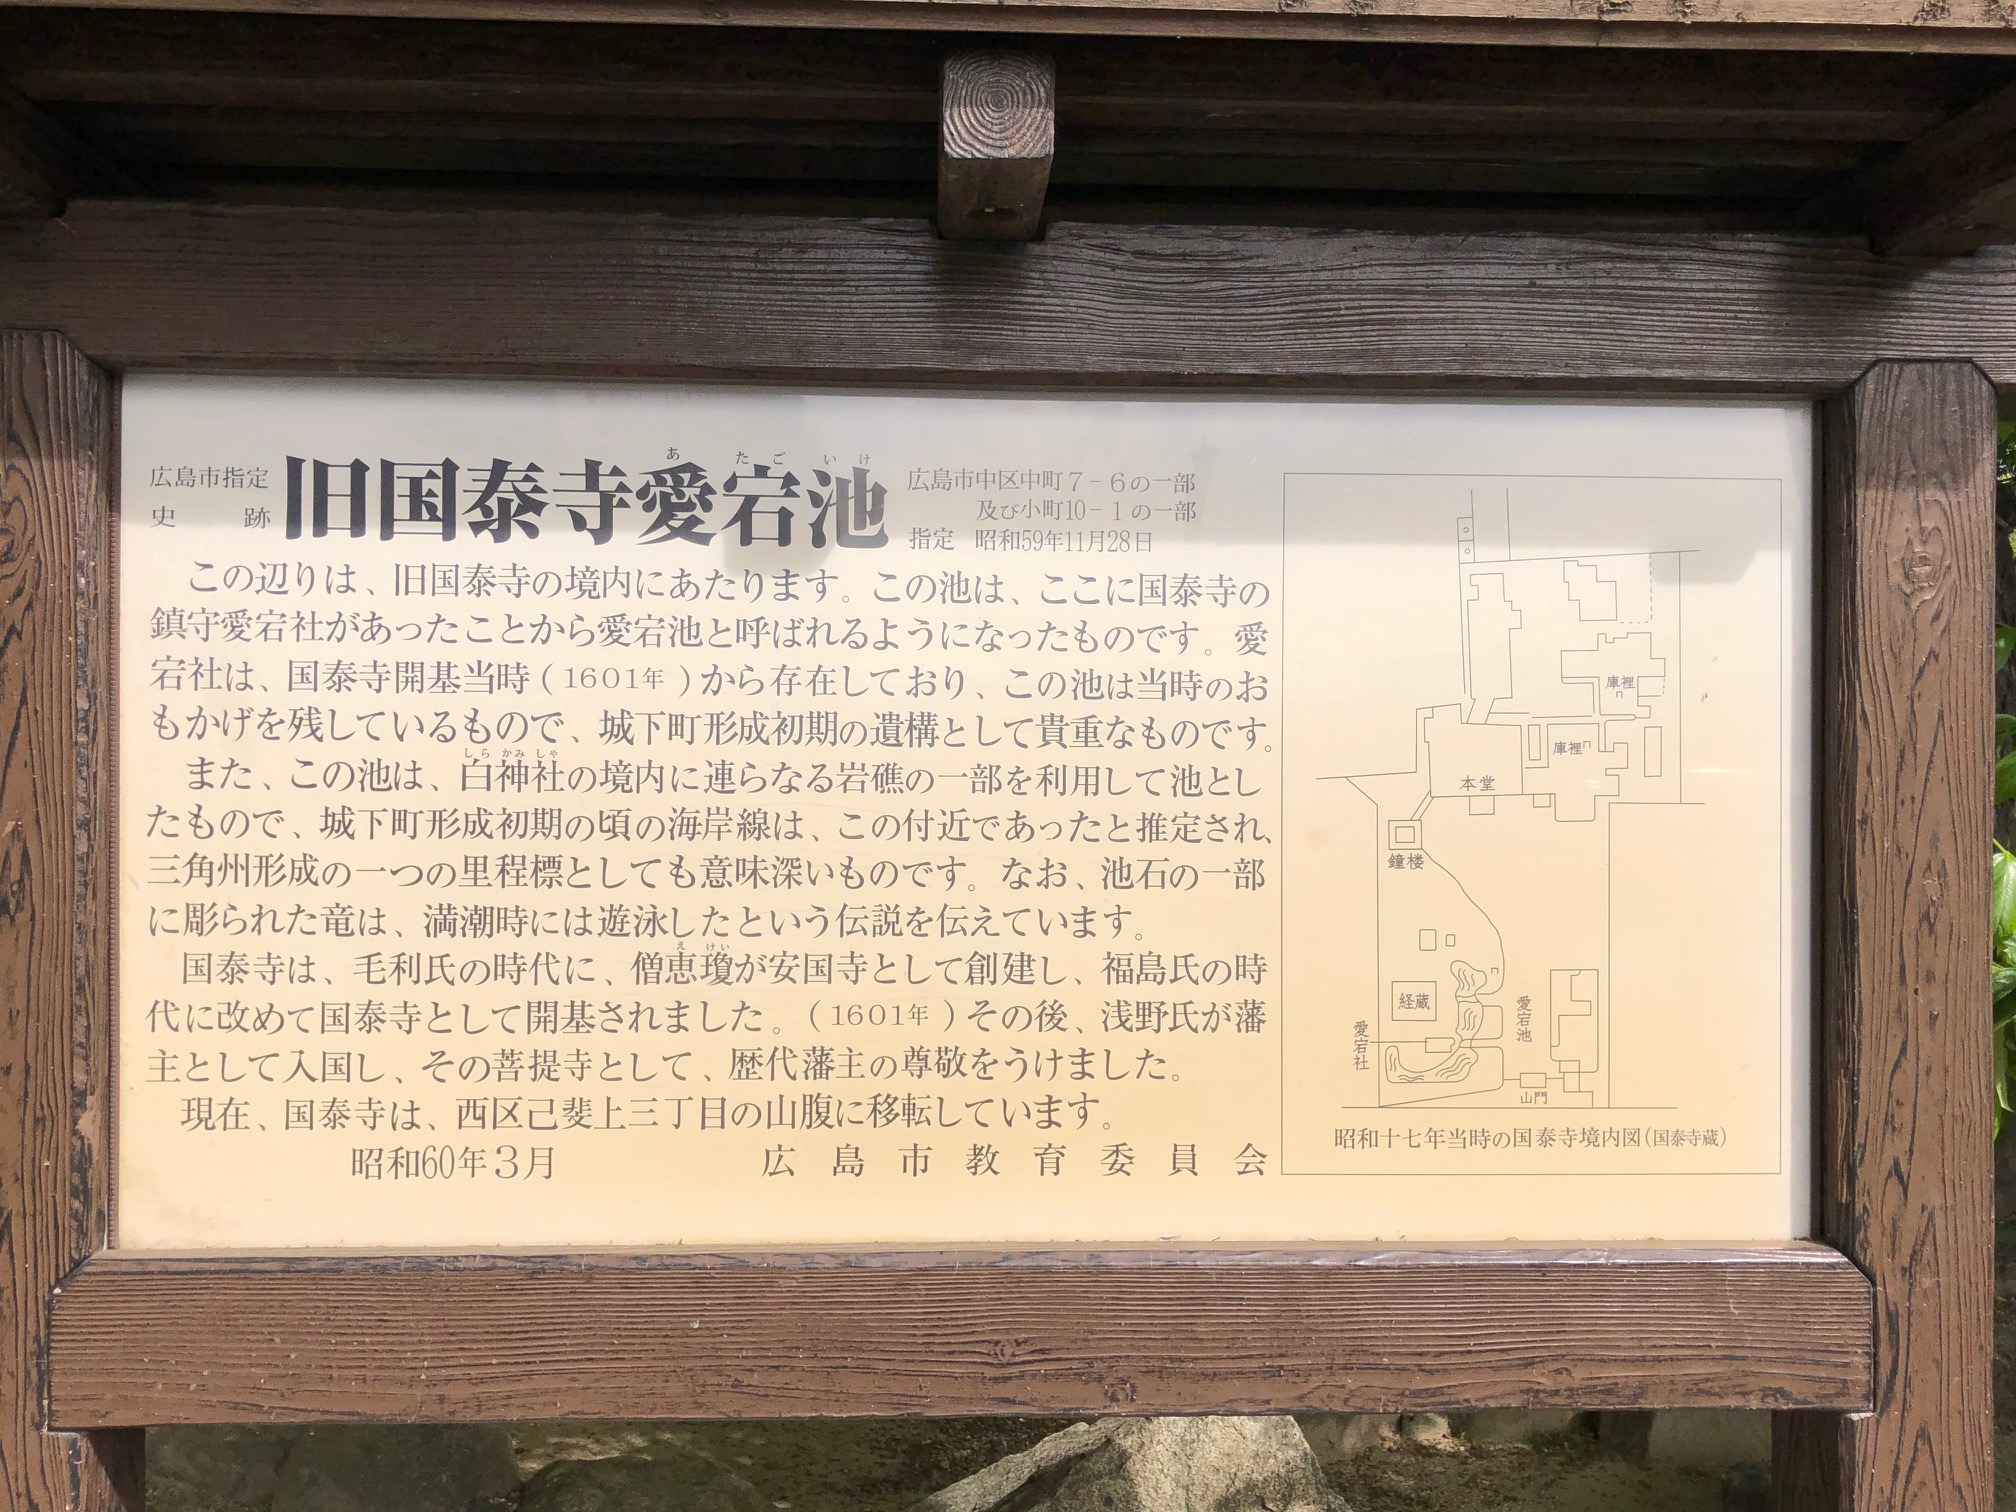 広島市指定
史跡
旧国泰寺愛宕池
あたごいけ
広島市中区中町7-6の一部
及び小町10-1の一部
指定 昭和59年11月28日
この辺りは、旧国泰寺の境内にあたります。この池は、ここに国泰寺の
鎮守愛宕社があったことから愛宕池と呼ばれるようになったものです。愛
宕社は、国泰寺開基当時(1601年)から存在しており、この池は当時のお
もかげを残しているもので、城下町形成初期の遺構として貴重なものです。
しらかみしゃ
また、この池は、白神社の境内に連らなる岩礁の一部を利用して池とし
たもので、城下町形成初期の頃の海岸線は、この付近であったと推定され、
三角州形成の一つの里程標としても意味深いものです。なお、池石の一部
に彫られた竜は、満潮時には遊泳したという伝説を伝えています。
えけい
国泰寺は、毛利氏の時代に、僧恵瓊が安国寺として創建し、福島氏の時
代に改めて国泰寺として開基されました。(1601年)その後、浅野氏が藩
主として入国し、その菩提寺として、歴代藩主の尊敬をうけました。
現在、国泰寺は、西区己斐上三丁目の山腹に移転しています。
昭和60年3月 広島市教育委員会
庫裡
庫裡
本堂
鐘楼
経蔵
愛宕池
愛宕社
山門
昭和十七年当時の国泰寺境内図(国泰寺蔵)